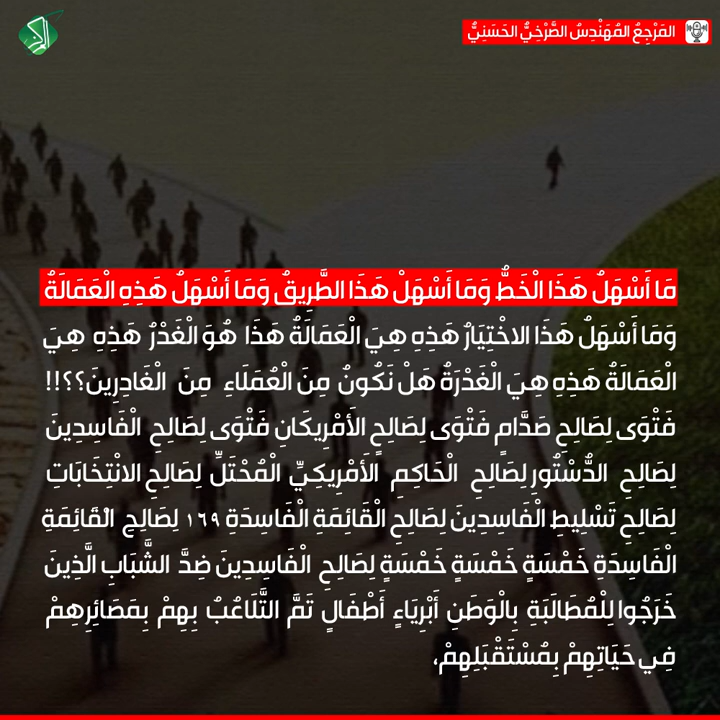 المَرْجِعُ المُهَنْدِسُ الصَّرْخِيُّ الحَسَنِيُّ
مَا أَسْهَلُ هَذَا الْخَطُّ وَمَا أَسْهَلْ هَذَا الطَّرِيقُ وَمَا أَسْهَلُ هَذِهِ الْعَمَالَةُ
وَمَا أَسْهَلُ هَذَا الاخْتِيَارُ هَذِهِ هِيَ الْعَمَالَةُ هَذَا هُوَ الْغَدْرُ هَذِهِ هِيَ
الْعَمَالَةُ هَذِهِ هِيَ الْغَدْرَةُ هَلْ نَكُونُ مِنَ الْعُمَلَاءِ مِنَ الْغَادِرِينَ؟؟!!
فَتْوَى لِصَالِحِ صَدَّامٍ فَتْوَى لِصَالِحِ الأَمْرِيكَانِ فَتْوَى لِصَالِحِ الْفَاسِدِينَ
لِصَالِحِ الدُّسْتُورِ لِصَالِحِ الْحَاكِمِ الأَمْرِيكِيِّ الْمُحْتَلِّ لِصَالِحِ الانْتِخَابَاتِ
لِصَالِحِ تَسْلِيطِ الْفَاسِدِينَ لِصَالِحِ الْقَائِمَةِ الْفَاسِدَةِ ١٦٩ لِصَالِحِ الْقَائِمَةِ
الْفَاسِدَةِ خَمْسَةٍ خَمْسَةٍ خَمْسَةٍ لِصَالِحِ الْفَاسِدِينَ ضِدَّ الشَّبَابِ الَّذِينَ
خَرَجُوا لِلْمُطَالَبَةِ بِالْوَطَنِ أَبْرِيَاءٍ أَطْفَالٍ تَمَّ التَّلَاعُبُ بِهِمْ بِمَصَائِرِهِمْ
فِي حَيَاتِهِمْ بِمُسْتَقْبَلِهِمْ،